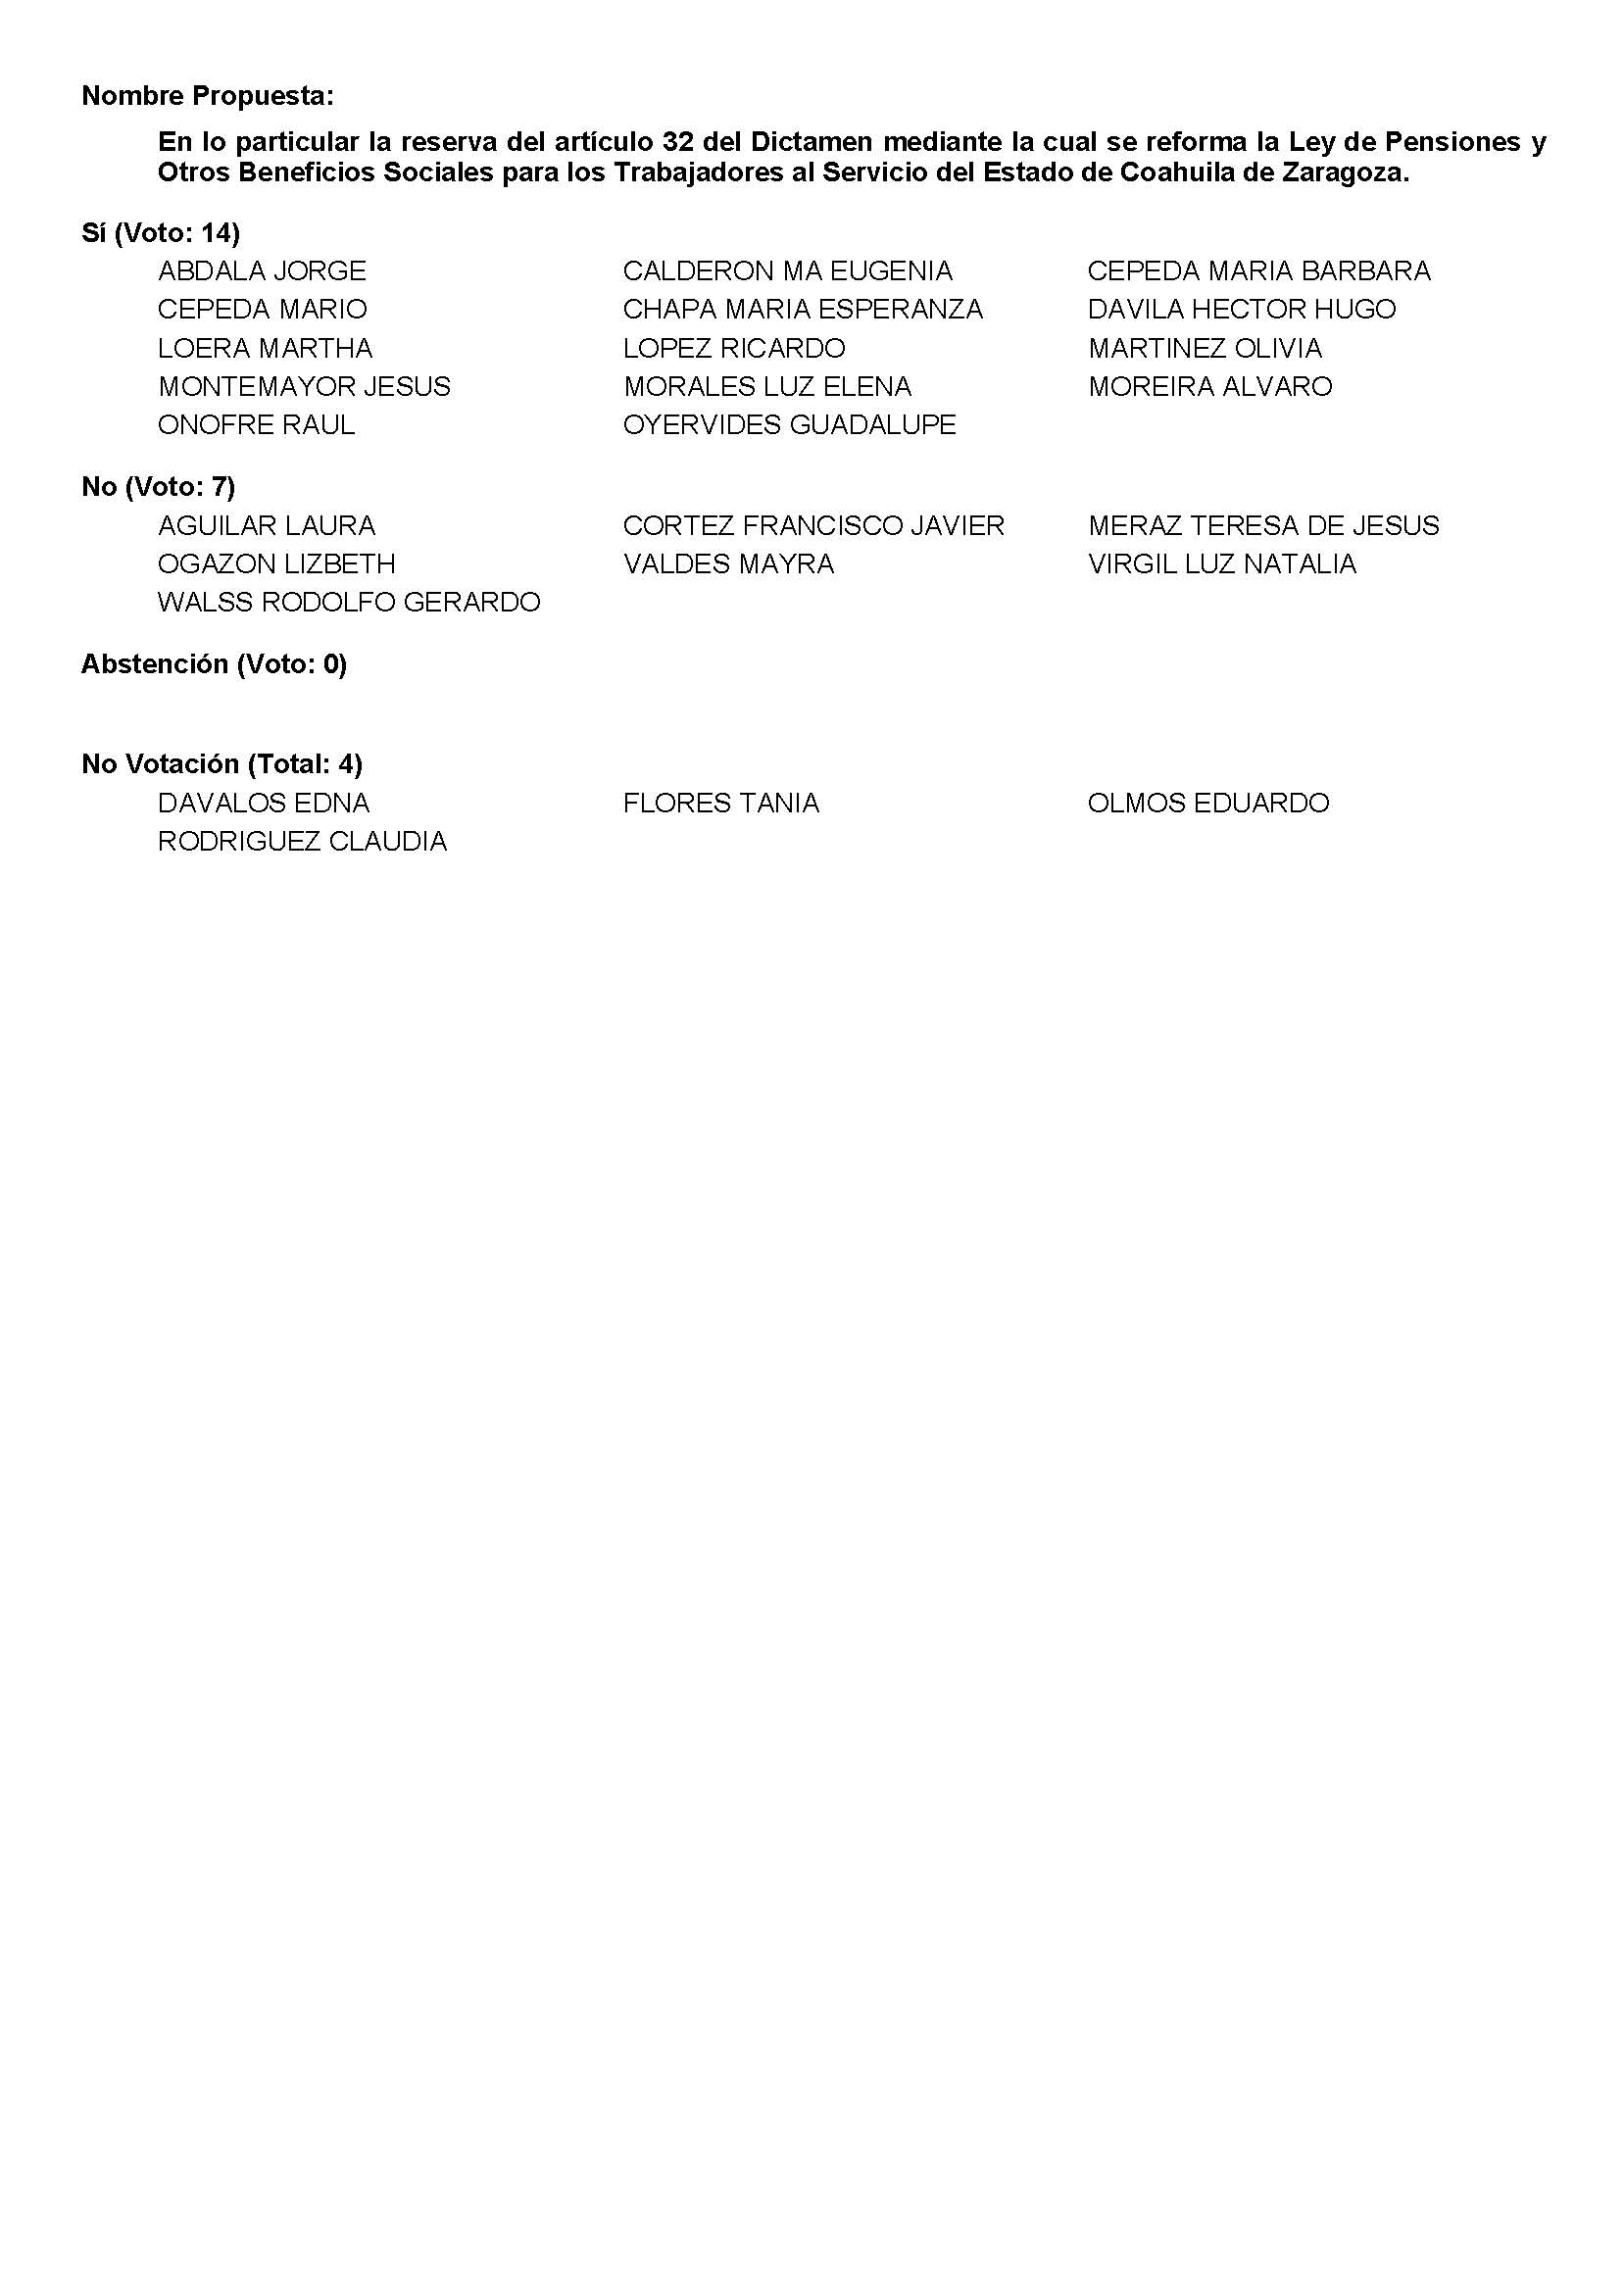 Nombre Propuesta:
En lo particular la reserva del artículo 32 del Dictamen mediante la cual se reforma la Ley de Pensiones y
Otros Beneficios Sociales para los Trabajadores al Servicio del Estado de Coahuila de Zaragoza.
Sí (Voto: 14)
ABDALA JORGE CALDERON MA EUGENIA CEPEDA MARIA BARBARA
CEPEDA MARIO CHAPA MARIA ESPERANZA DAVILA HECTOR HUGO
LOERA MARTHA LOPEZ RICARDO MARTINEZ OLIVIA
MONTEMAYOR JESUS MORALES LUZ ELENA MOREIRA ALVARO
ONOFRE RAUL OYERVIDES GUADALUPE
No (Voto: 7)
AGUILAR LAURA CORTEZ FRANCISCO JAVIER MERAZ TERESA DE JESUS
OGAZON LIZBETH VALDES MAYRA VIRGIL LUZ NATALIA
WALSS RODOLFO GERARDO
Abstención (Voto: 0)
No Votación (Total: 4)
DAVALOS EDNA FLORES TANIA OLMOS EDUARDO
RODRIGUEZ CLAUDIA